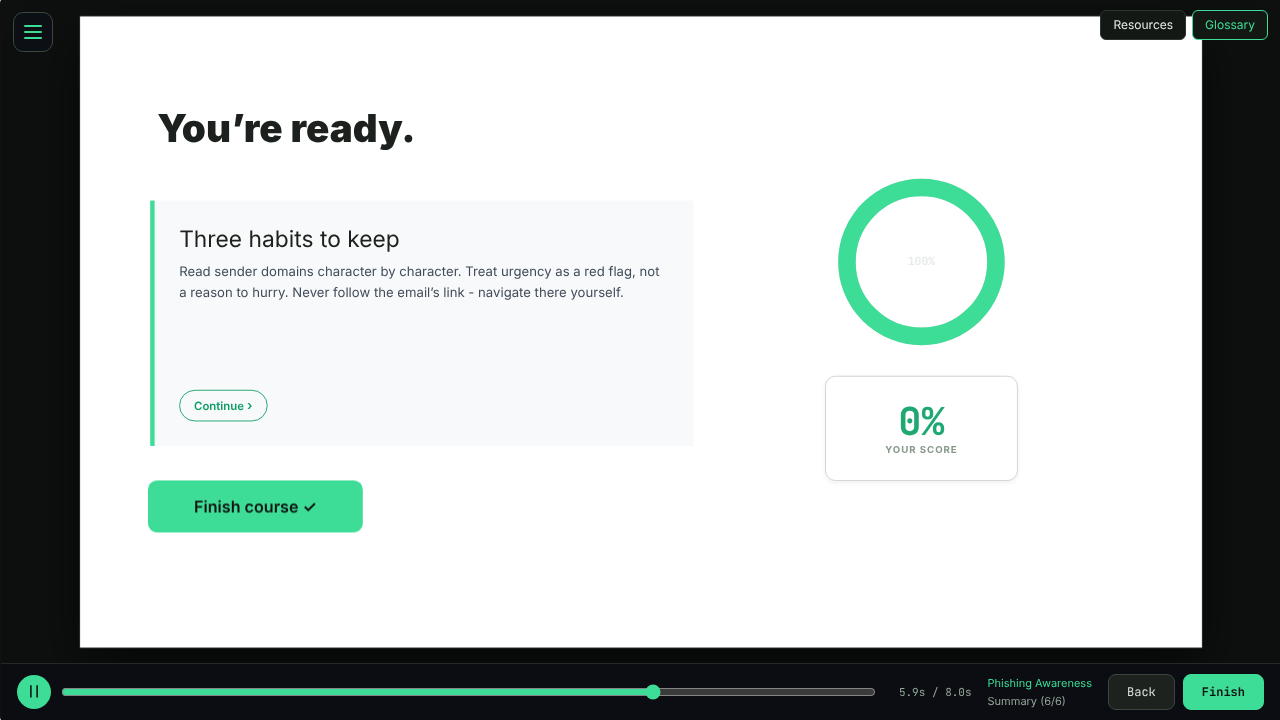 Resources
Glossary
You’re ready.
Three habits to keep
Read sender domains character by character. Treat urgency as a red flag, not
a reason to hurry. Never follow the email’s link - navigate there yourself.
Continue ›
Finish course ✓
100%
0%
YOUR SCORE
5.9s / 8.0s
Phishing Awareness
Summary (6/6)
Back
Finish